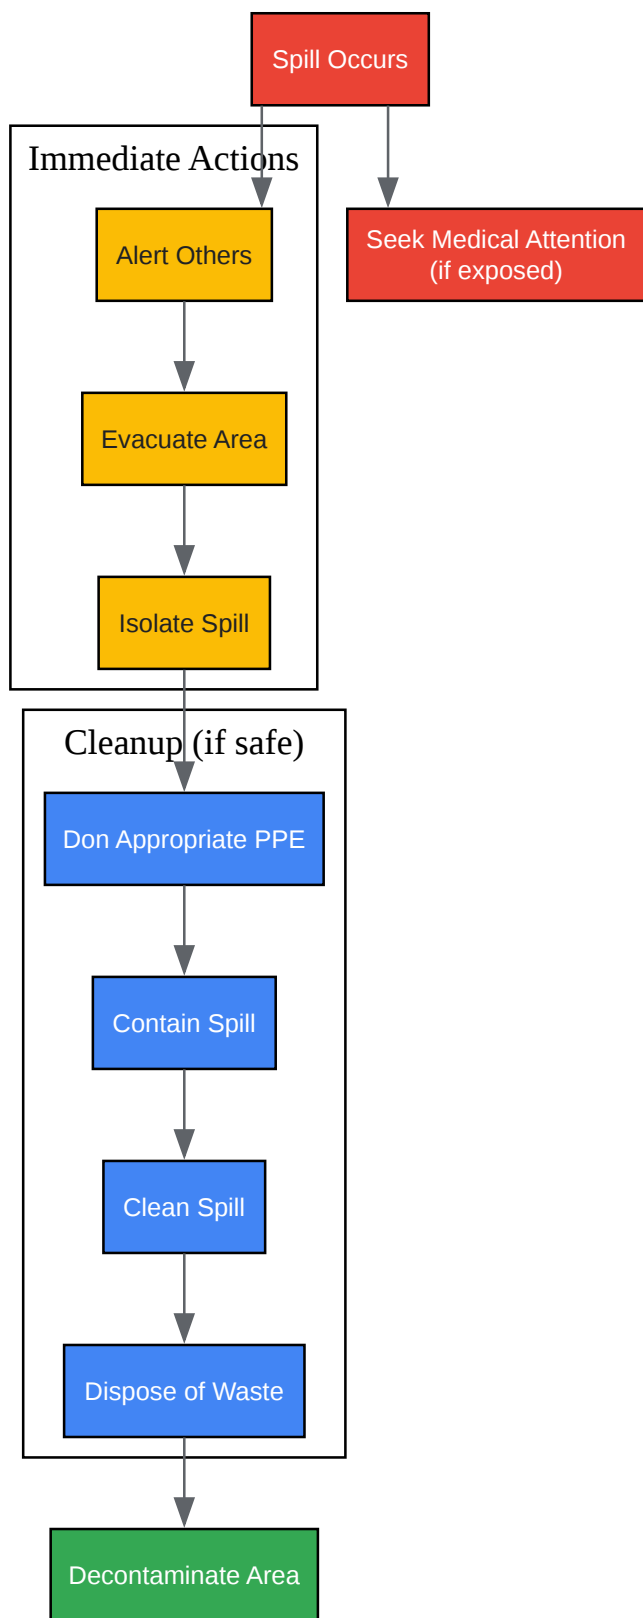 Spill Occurs
Immediate Actions
Alert Others
Seek Medical Attention
(if exposed)
Evacuate Area
Isolate Spill
Cleanup (if safe)
Don Appropriate PPE
Contain Spill
Clean Spill
Dispose of Waste
Decontaminate Area